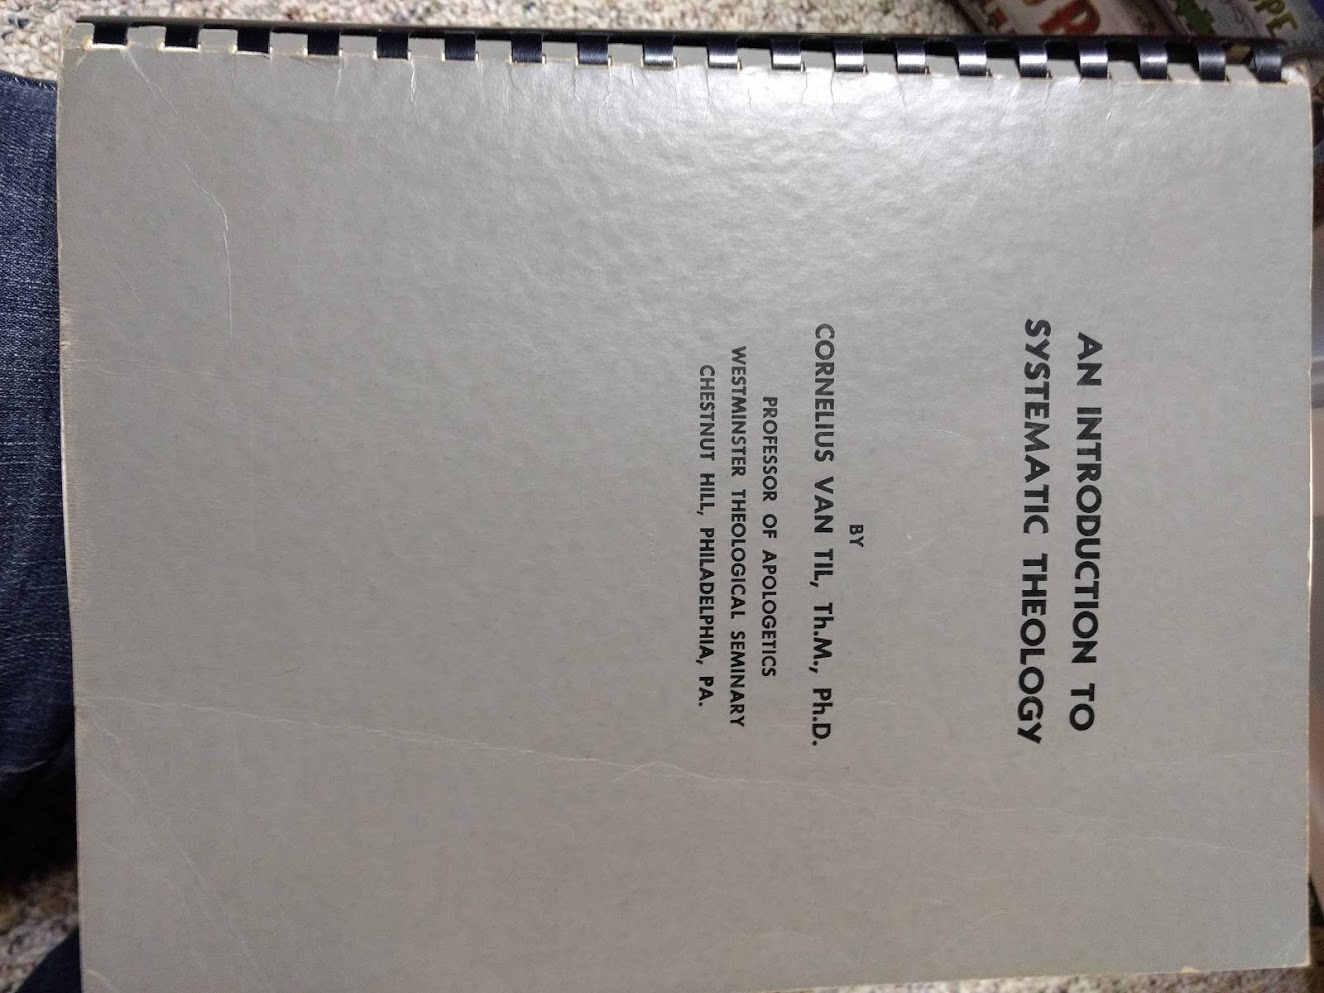 AN INTRODUCTION TO
SYSTEMATIC THEOLOGY
BY
CORNELIUS VAN TIL, Th.M., Ph.D.
PROFESSOR OF APOLOGETICS
WESTMINSTER THEOLOGICAL SEMINARY
CHESTNUT HILL, PHILADELPHIA, PA.